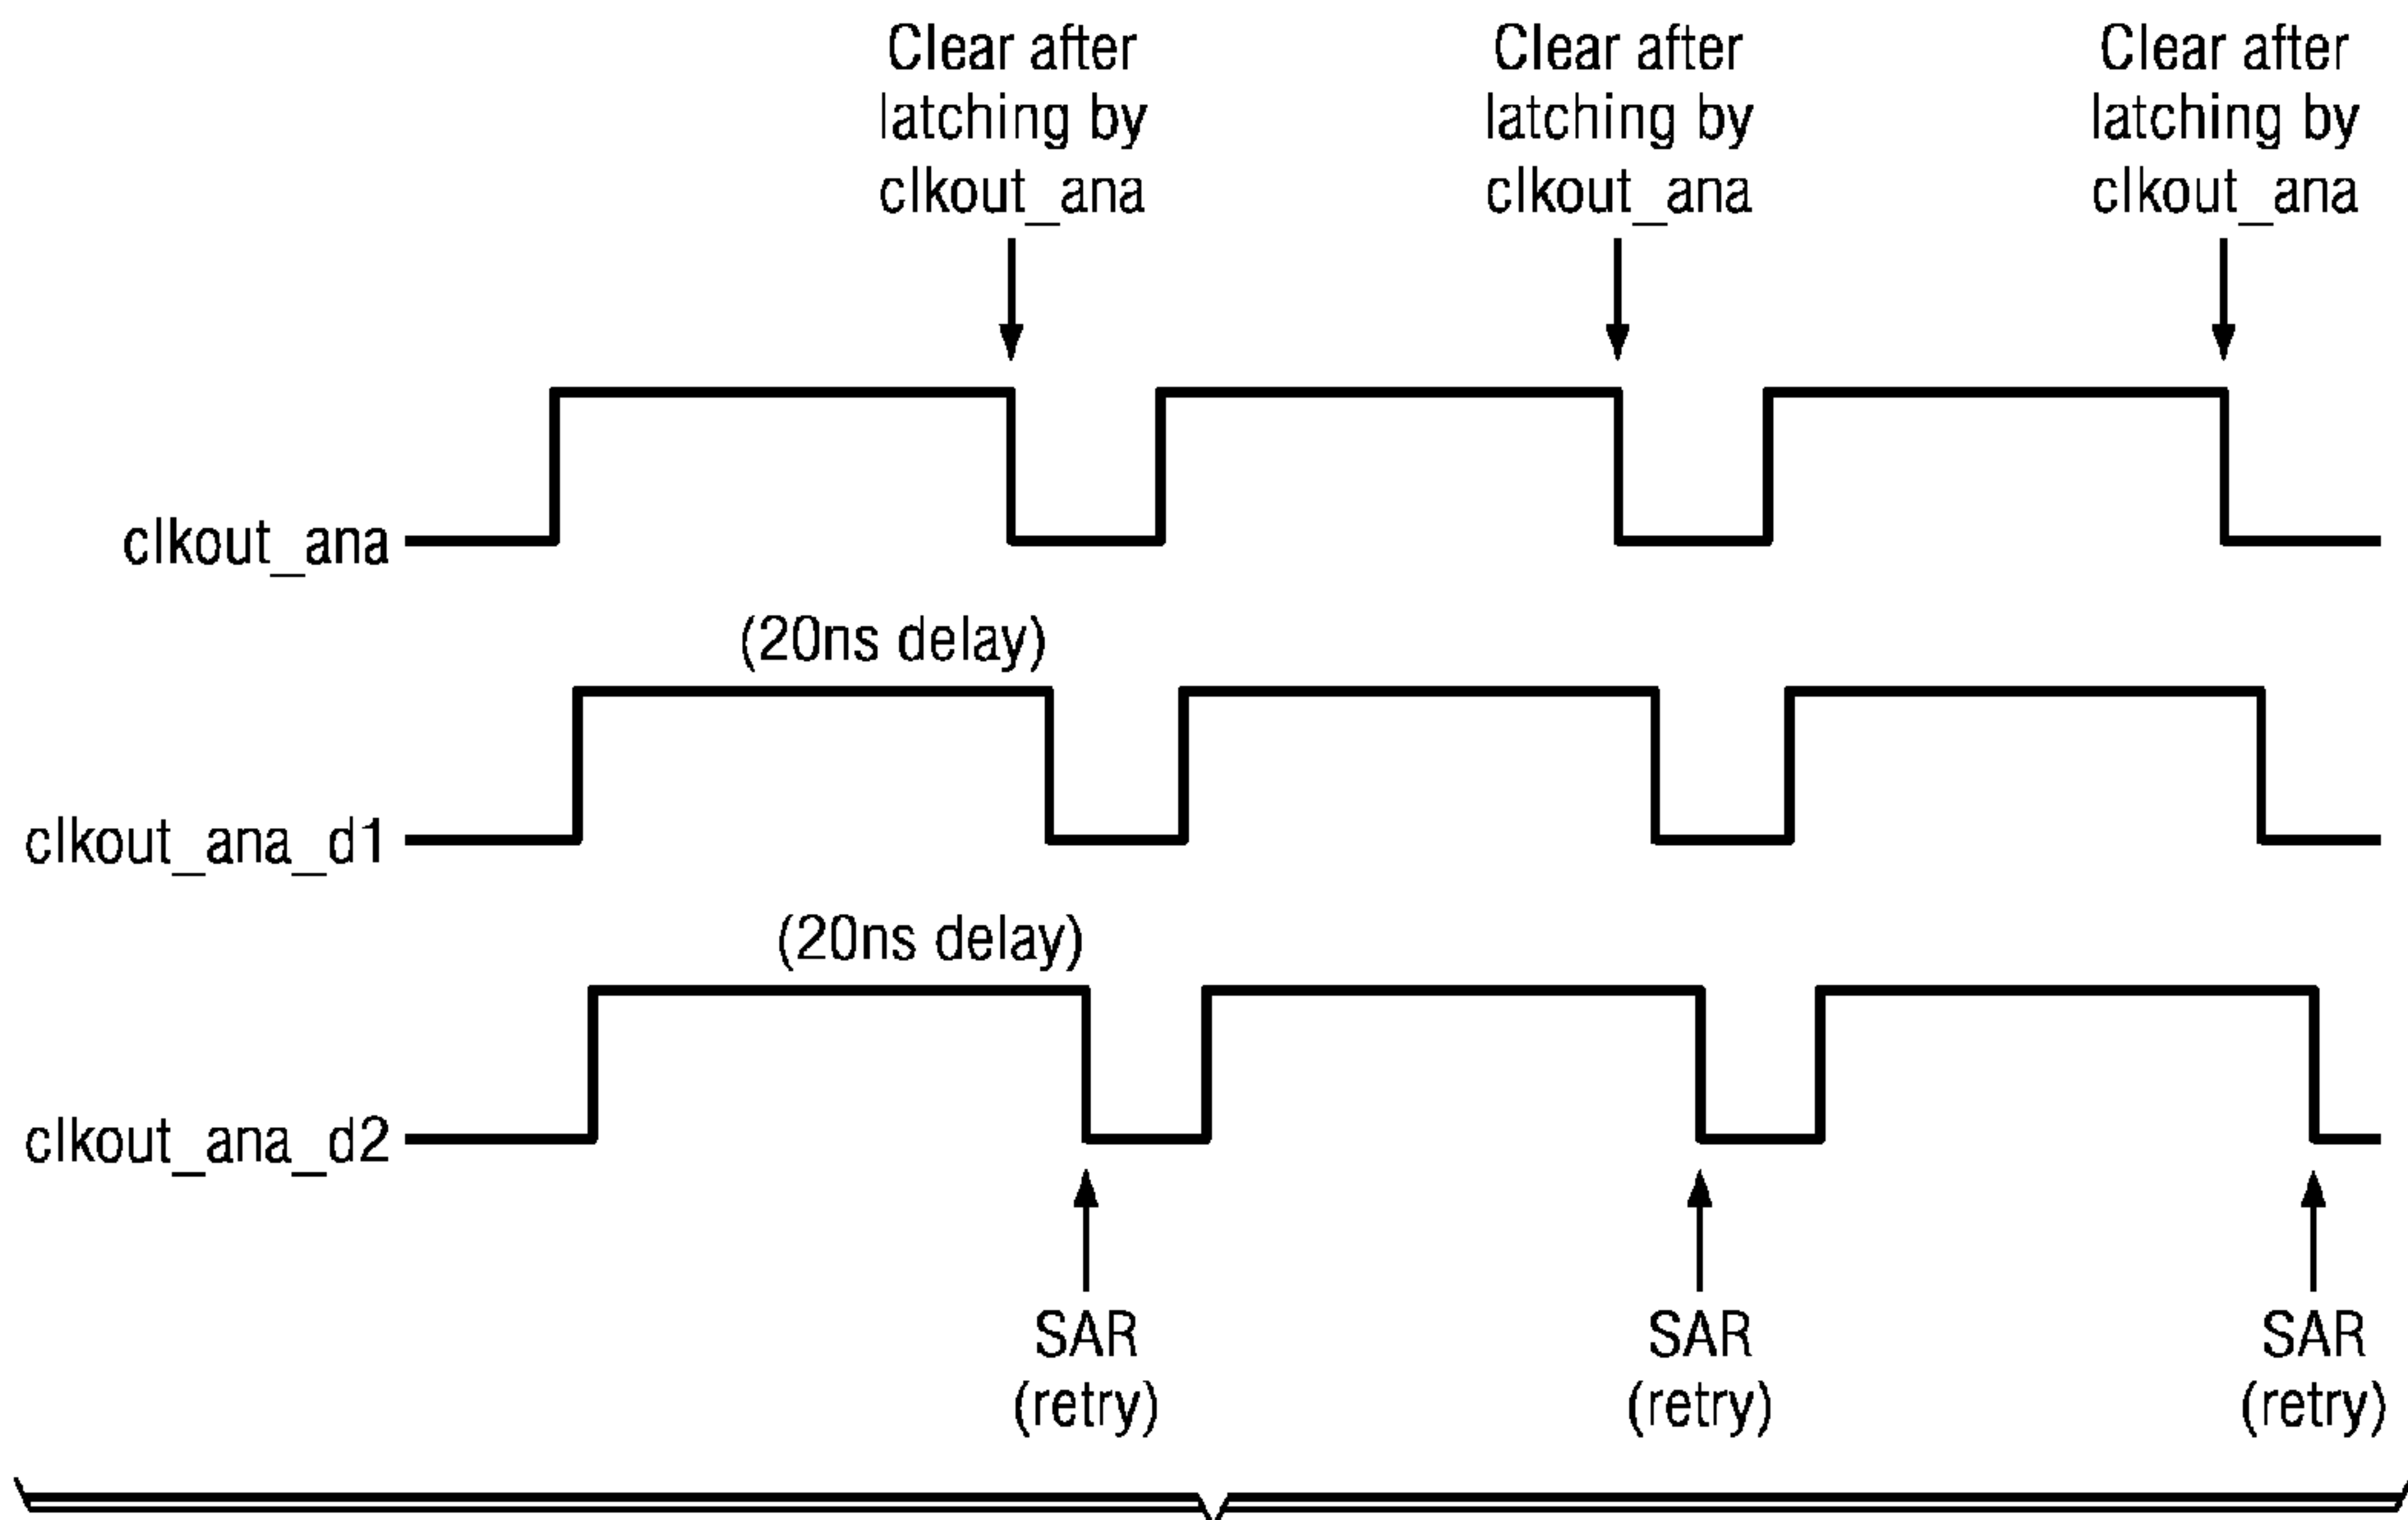 Clear after
latching by
clkout_ana
Clear after
latching by
clkout_ana
Clear after
latching by
clkout_ana
clkout_ana
(20ns delay)
clkout_ana_d1
(20ns delay)
clkout_ana_d2
SAR
(retry)
SAR
(retry)
SAR
(retry)